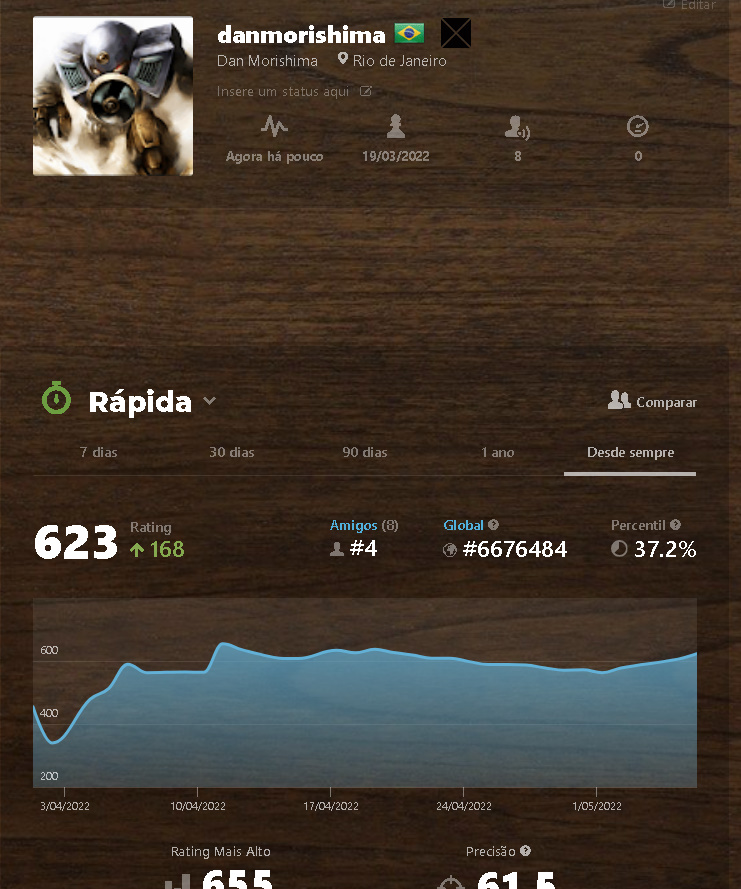 Editar
danmorishima
Dan Morishima Rio de Janeiro
Insere um status aqui
Agora há pouco 19/03/2022 8 0
Rápida Comparar
7 dias 30 dias 90 dias 1 ano Desde sempre
Rating Amigos (8) Global Percentil
623 168 #4 #6676484 37.2%
600
400
200
3/04/2022 10/04/2022 17/04/2022 24/04/2022 1/05/2022
Rating Mais Alto Precisão
655 61.5